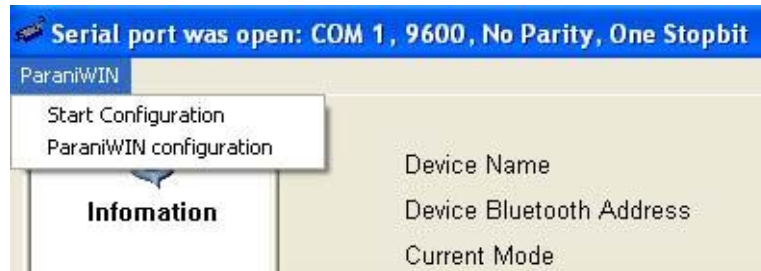 Serial port was open: COM 1, 9600, No Parity, One Stopbit
ParaniWIN
Start Configuration
ParaniWIN configuration
Infomation
Device Name
Device Bluetooth Address
Current Mode